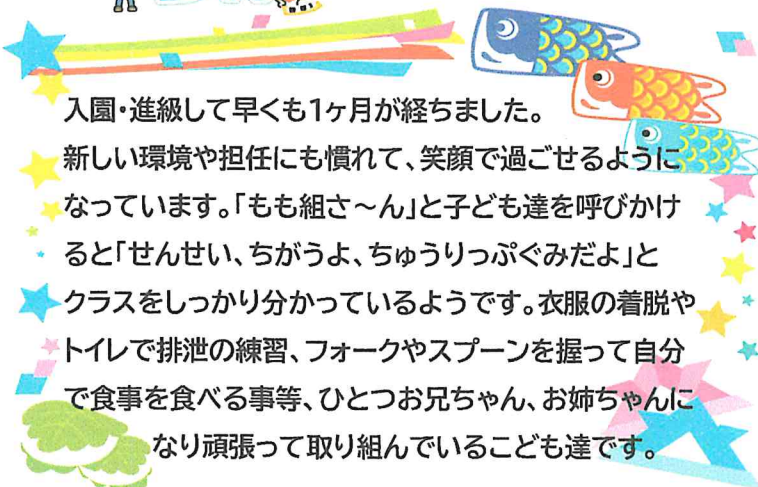 入園・進級して早くも1ヶ月が経ちました。
新しい環境や担任にも慣れて、笑顔で過ごせるように
なっています。「もも組さ～ん」と子ども達を呼びかけ
ると「せんせい、ちがうよ、ちゅうりっぷぐみだよ」と
クラスをしっかり分かっているようです。衣服の着脱や
トイレで排泄の練習、フォークやスプーンを握って自分
で食事を食べる事等、ひとつお兄ちゃん、お姉ちゃんに
なり頑張って取り組んでいるこども達です。